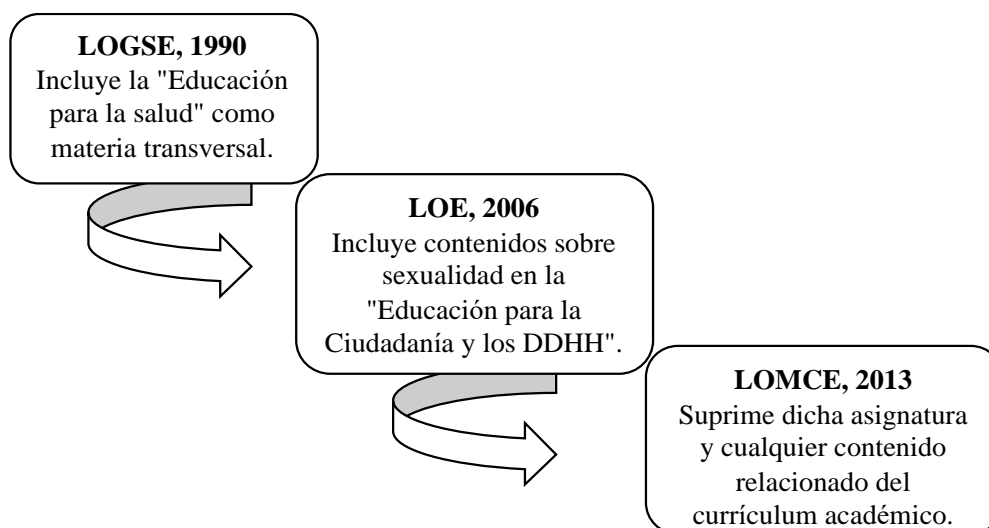 LOGSE, 1990
Incluye la "Educación
para la salud" como
materia transversal.
LOE, 2006
Incluye contenidos sobre
sexualidad en la
"Educación para la
Ciudadanía y los DDHH".
LOMCE, 2013
Suprime dicha asignatura
y cualquier contenido
relacionado del
currículum académico.